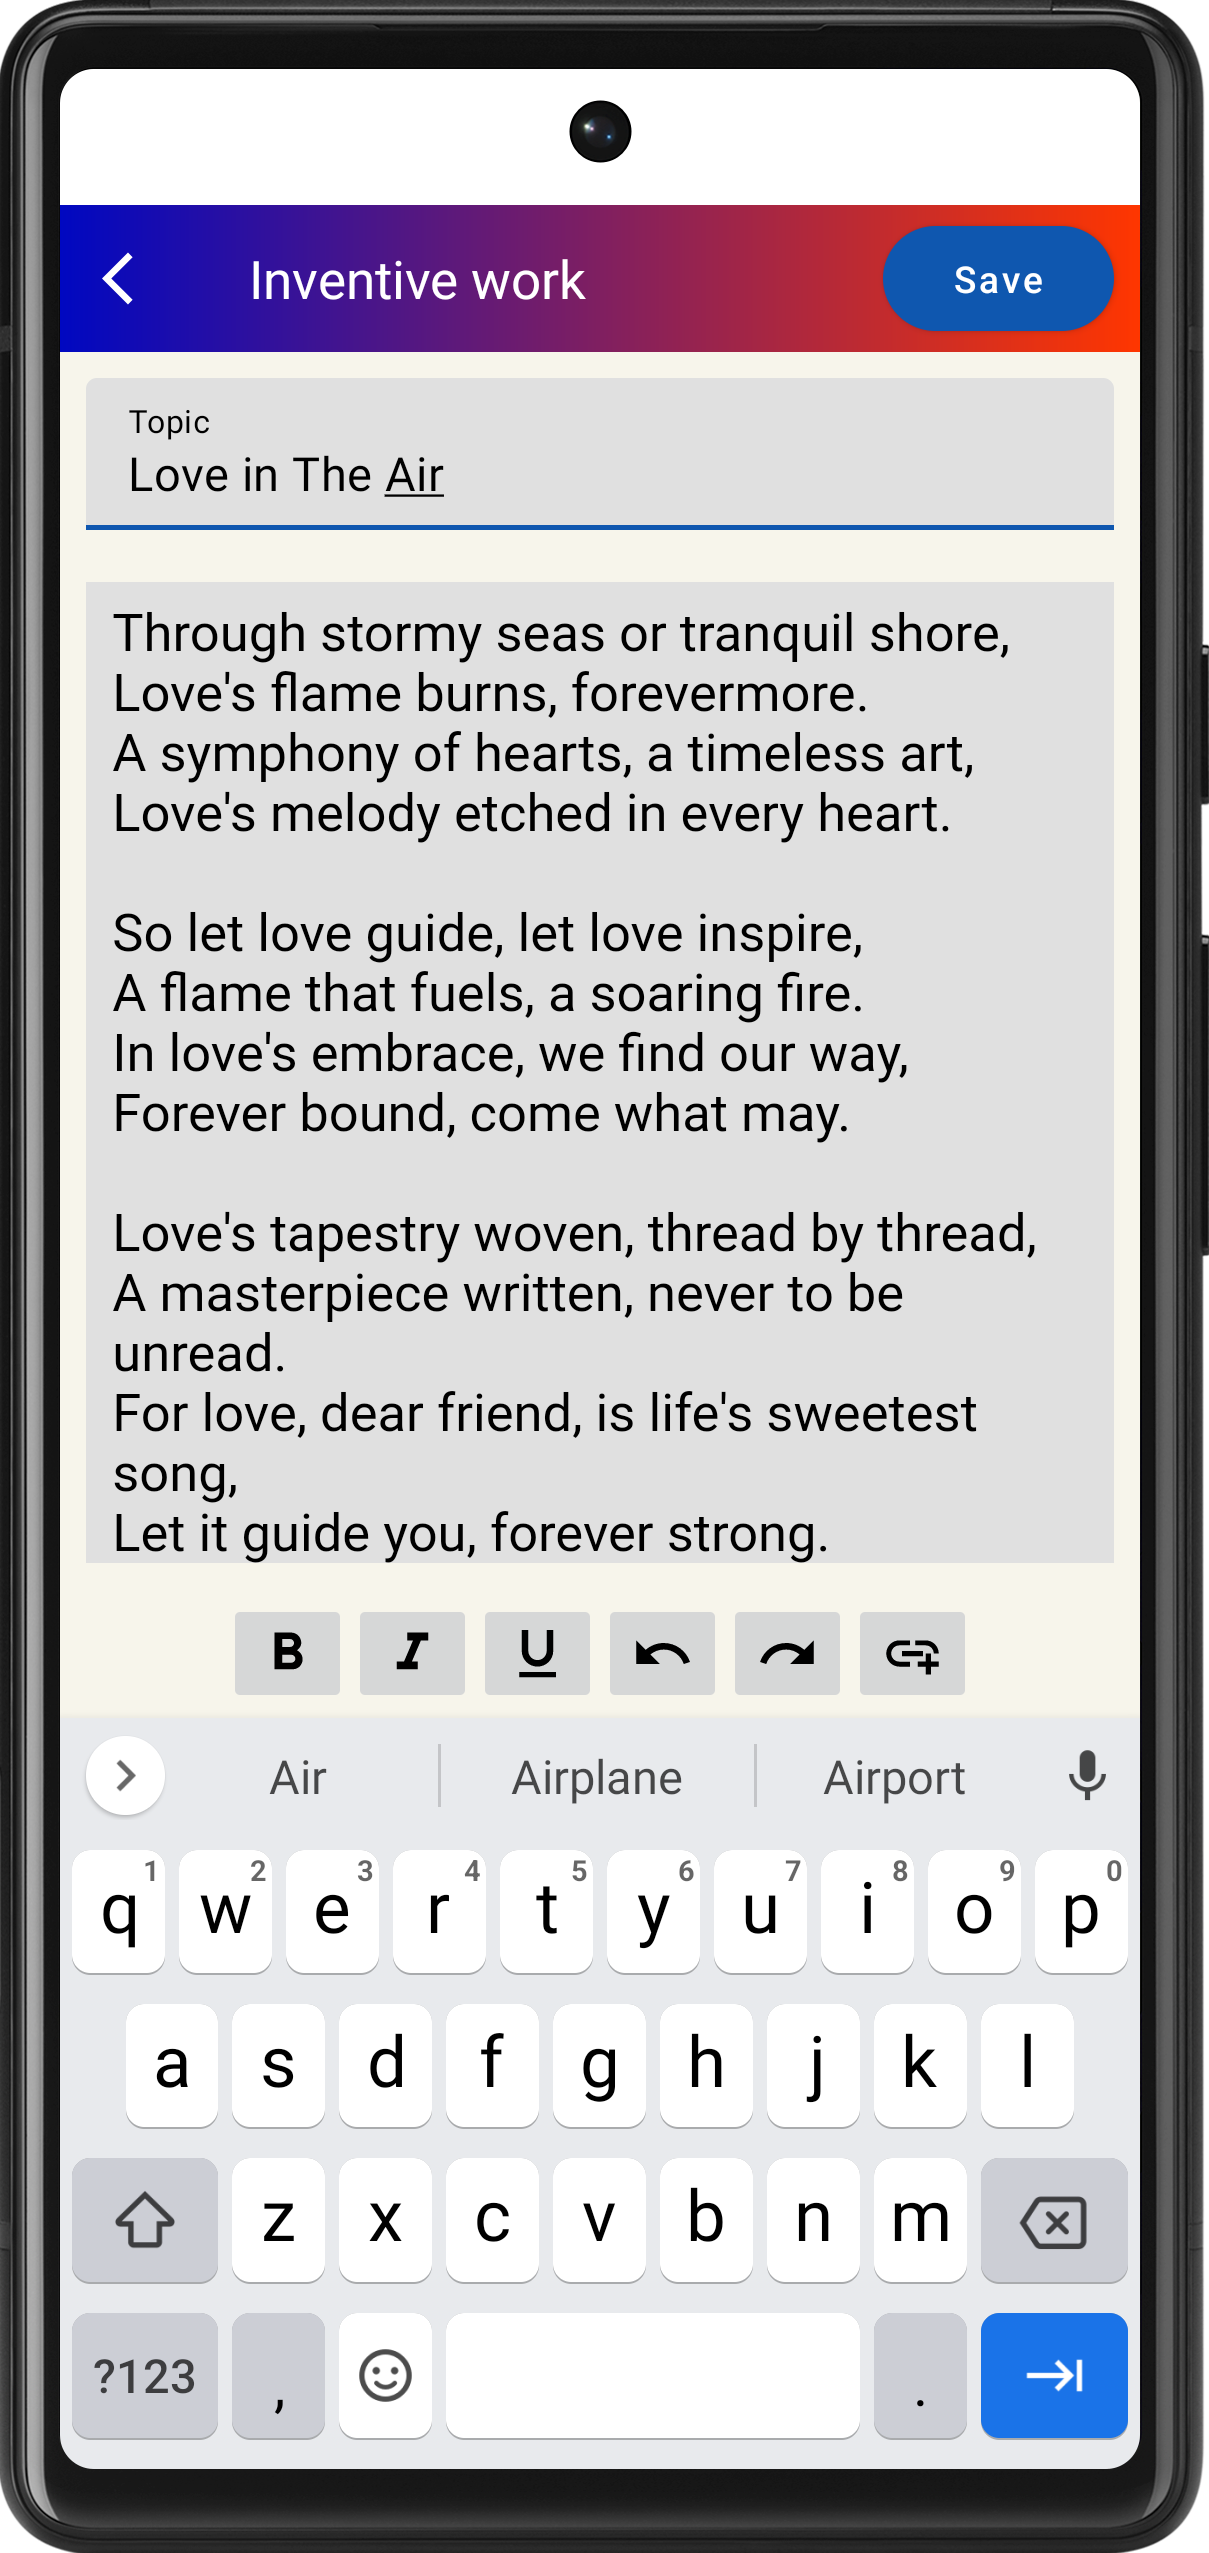 Inventive work
Save
Topic
Love in The Air
Through stormy seas or tranquil shore,
Love's flame burns, forevermore.
A symphony of hearts, a timeless art,
Love's melody etched in every heart.
So let love guide, let love inspire,
A flame that fuels, a soaring fire.
In love's embrace, we find our way,
Forever bound, come what may.
Love's tapestry woven, thread by thread,
A masterpiece written, never to be
unread.
For love, dear friend, is life's sweetest
song,
Let it guide you, forever strong.
B I U
Air Airplane Airport
1 2 3 4 5 6 7 8 9 0
q w e r t y u i o p
a s d f g h j k l
z x c v b n m
?123 , .